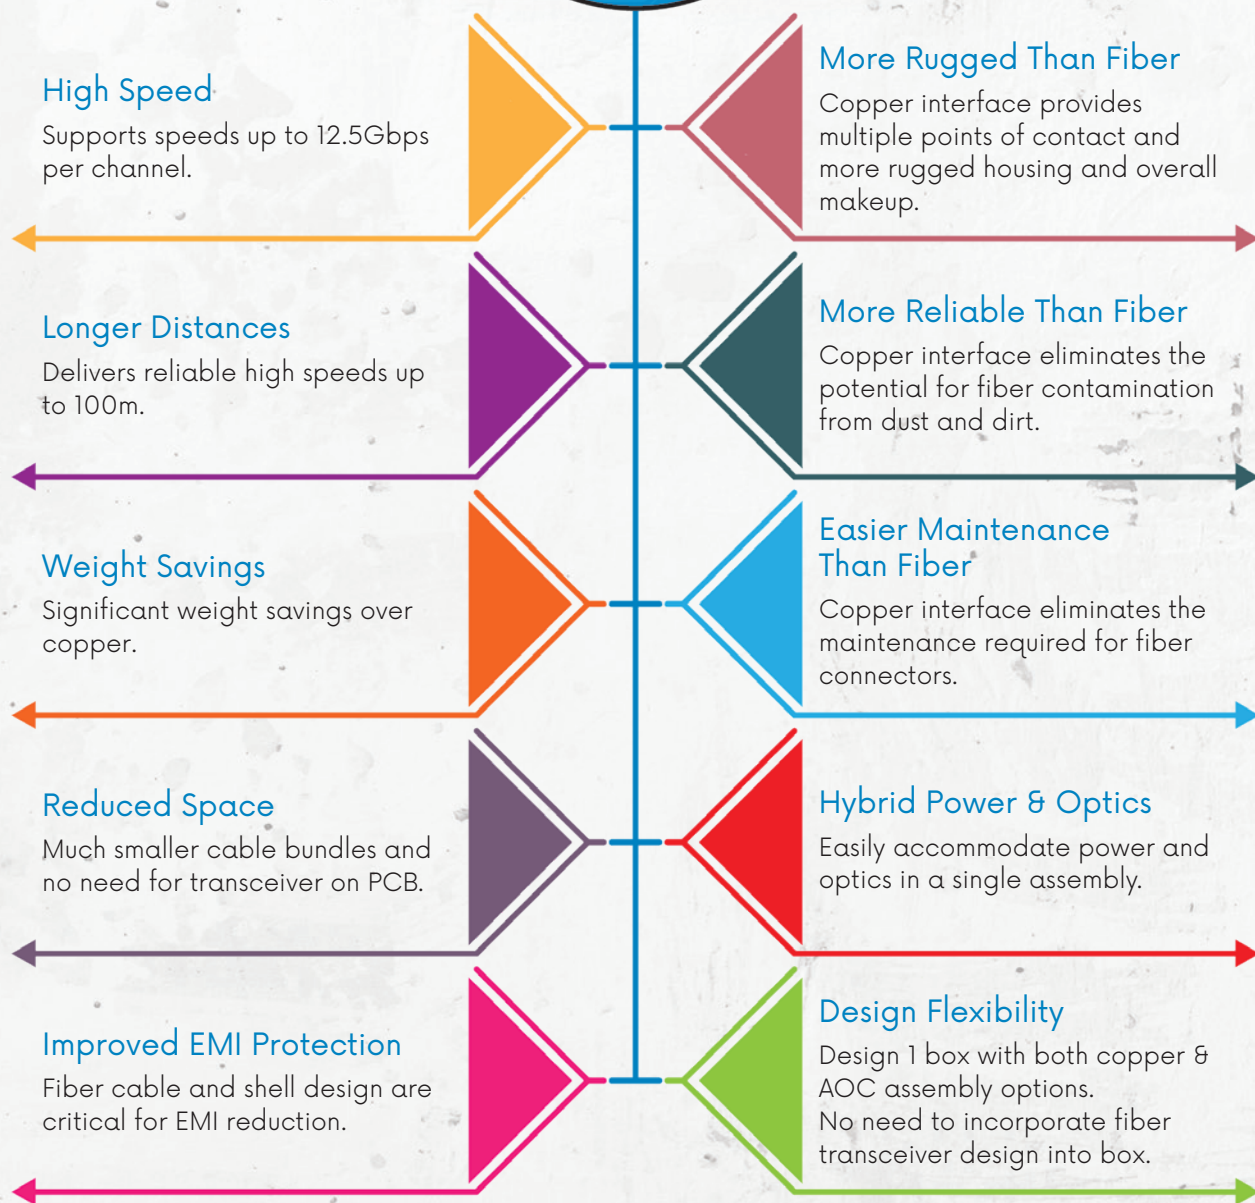 High Speed
Supports speeds up to 12.5Gbps
per channel.
Longer Distances
Delivers reliable high speeds up
to 100m.
Weight Savings
Significant weight savings over
copper.
Reduced Space
Much smaller cable bundles and
no need for transceiver on PCB.
Improved EMI Protection
Fiber cable and shell design are
critical for EMI reduction.
More Rugged Than Fiber
Copper interface provides
multiple points of contact and
more rugged housing and overall
makeup.
More Reliable Than Fiber
Copper interface eliminates the
potential for fiber contamination
from dust and dirt.
Easier Maintenance
Than Fiber
Copper interface eliminates the
maintenance required for fiber
connectors.
Hybrid Power & Optics
Easily accommodate power and
optics in a single assembly.
Design Flexibility
Design 1 box with both copper &
AOC assembly options.
No need to incorporate fiber
transceiver design into box.